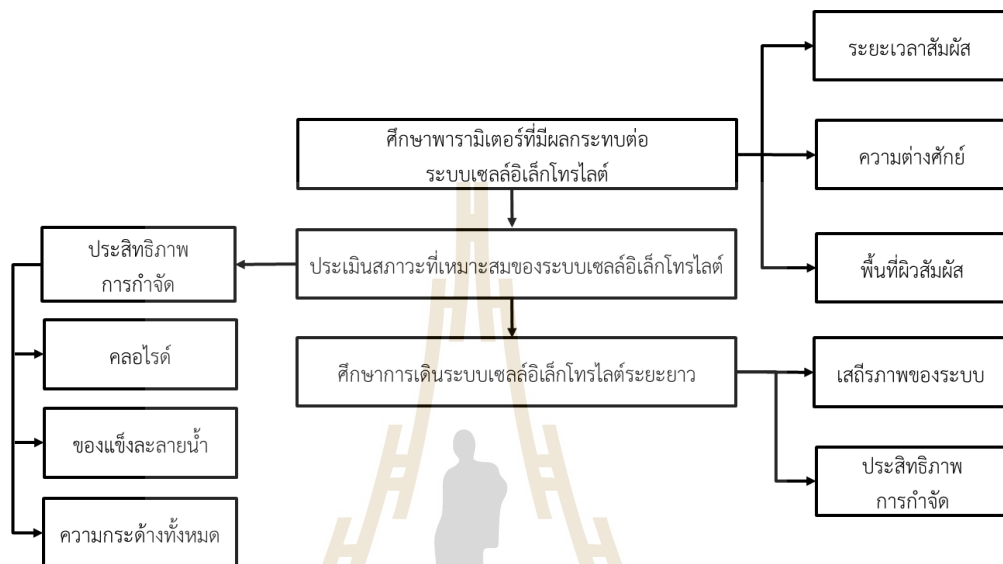 ระยะเวลาสัมผัส
ศึกษาพารามิเตอร์ที่มีผลกระทบต่อ
ระบบเซลล์อิเล็กโทรไลต์
ความต่างศักย์
ประสิทธิภาพ
การกำจัด
ประเมินสภาวะที่เหมาะสมของระบบเซลล์อิเล็กโทรไลต์
พื้นที่ผิวสัมผัส
คลอไรด์
ศึกษาการเดินระบบเซลล์อิเล็กโทรไลต์ระยะยาว
เสถีรภาพของระบบ
ของแข็งละลายน้ำ
ประสิทธิภาพ
การกำจัด
ความกระด้างทั้งหมด